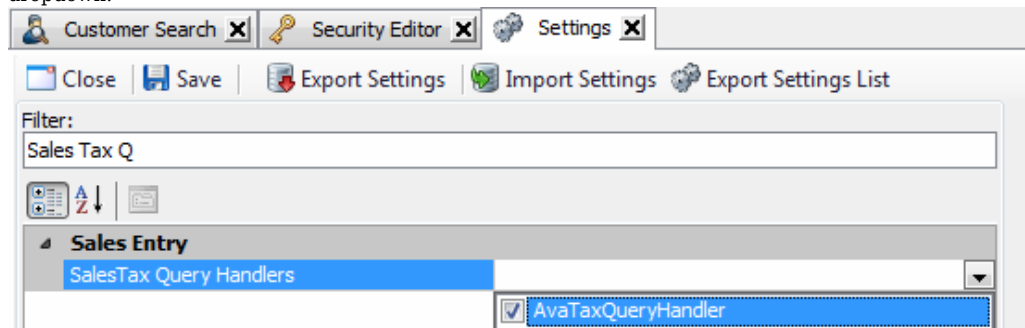 dropdown.
Customer Search Security Editor Settings
Close Save Export Settings Import Settings Export Settings List
Filter:
Sales Tax Q
Sales Entry
SalesTax Query Handlers
AvaTaxQueryHandler